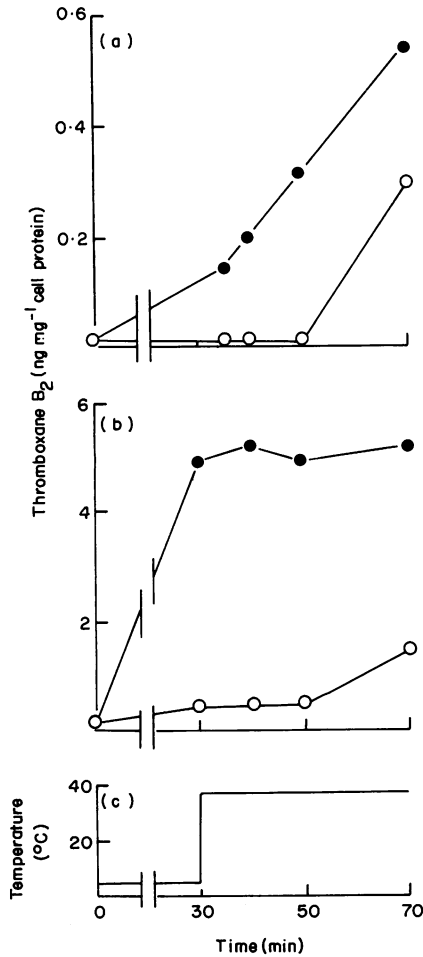 0·6
(a)
0·4
0·2
Thromboxane B2 (ng mg−1 cell protein)
6
(b)
4
2
40
(c)
20
Temperature
(°C)
0
30
50
70
Time (min)